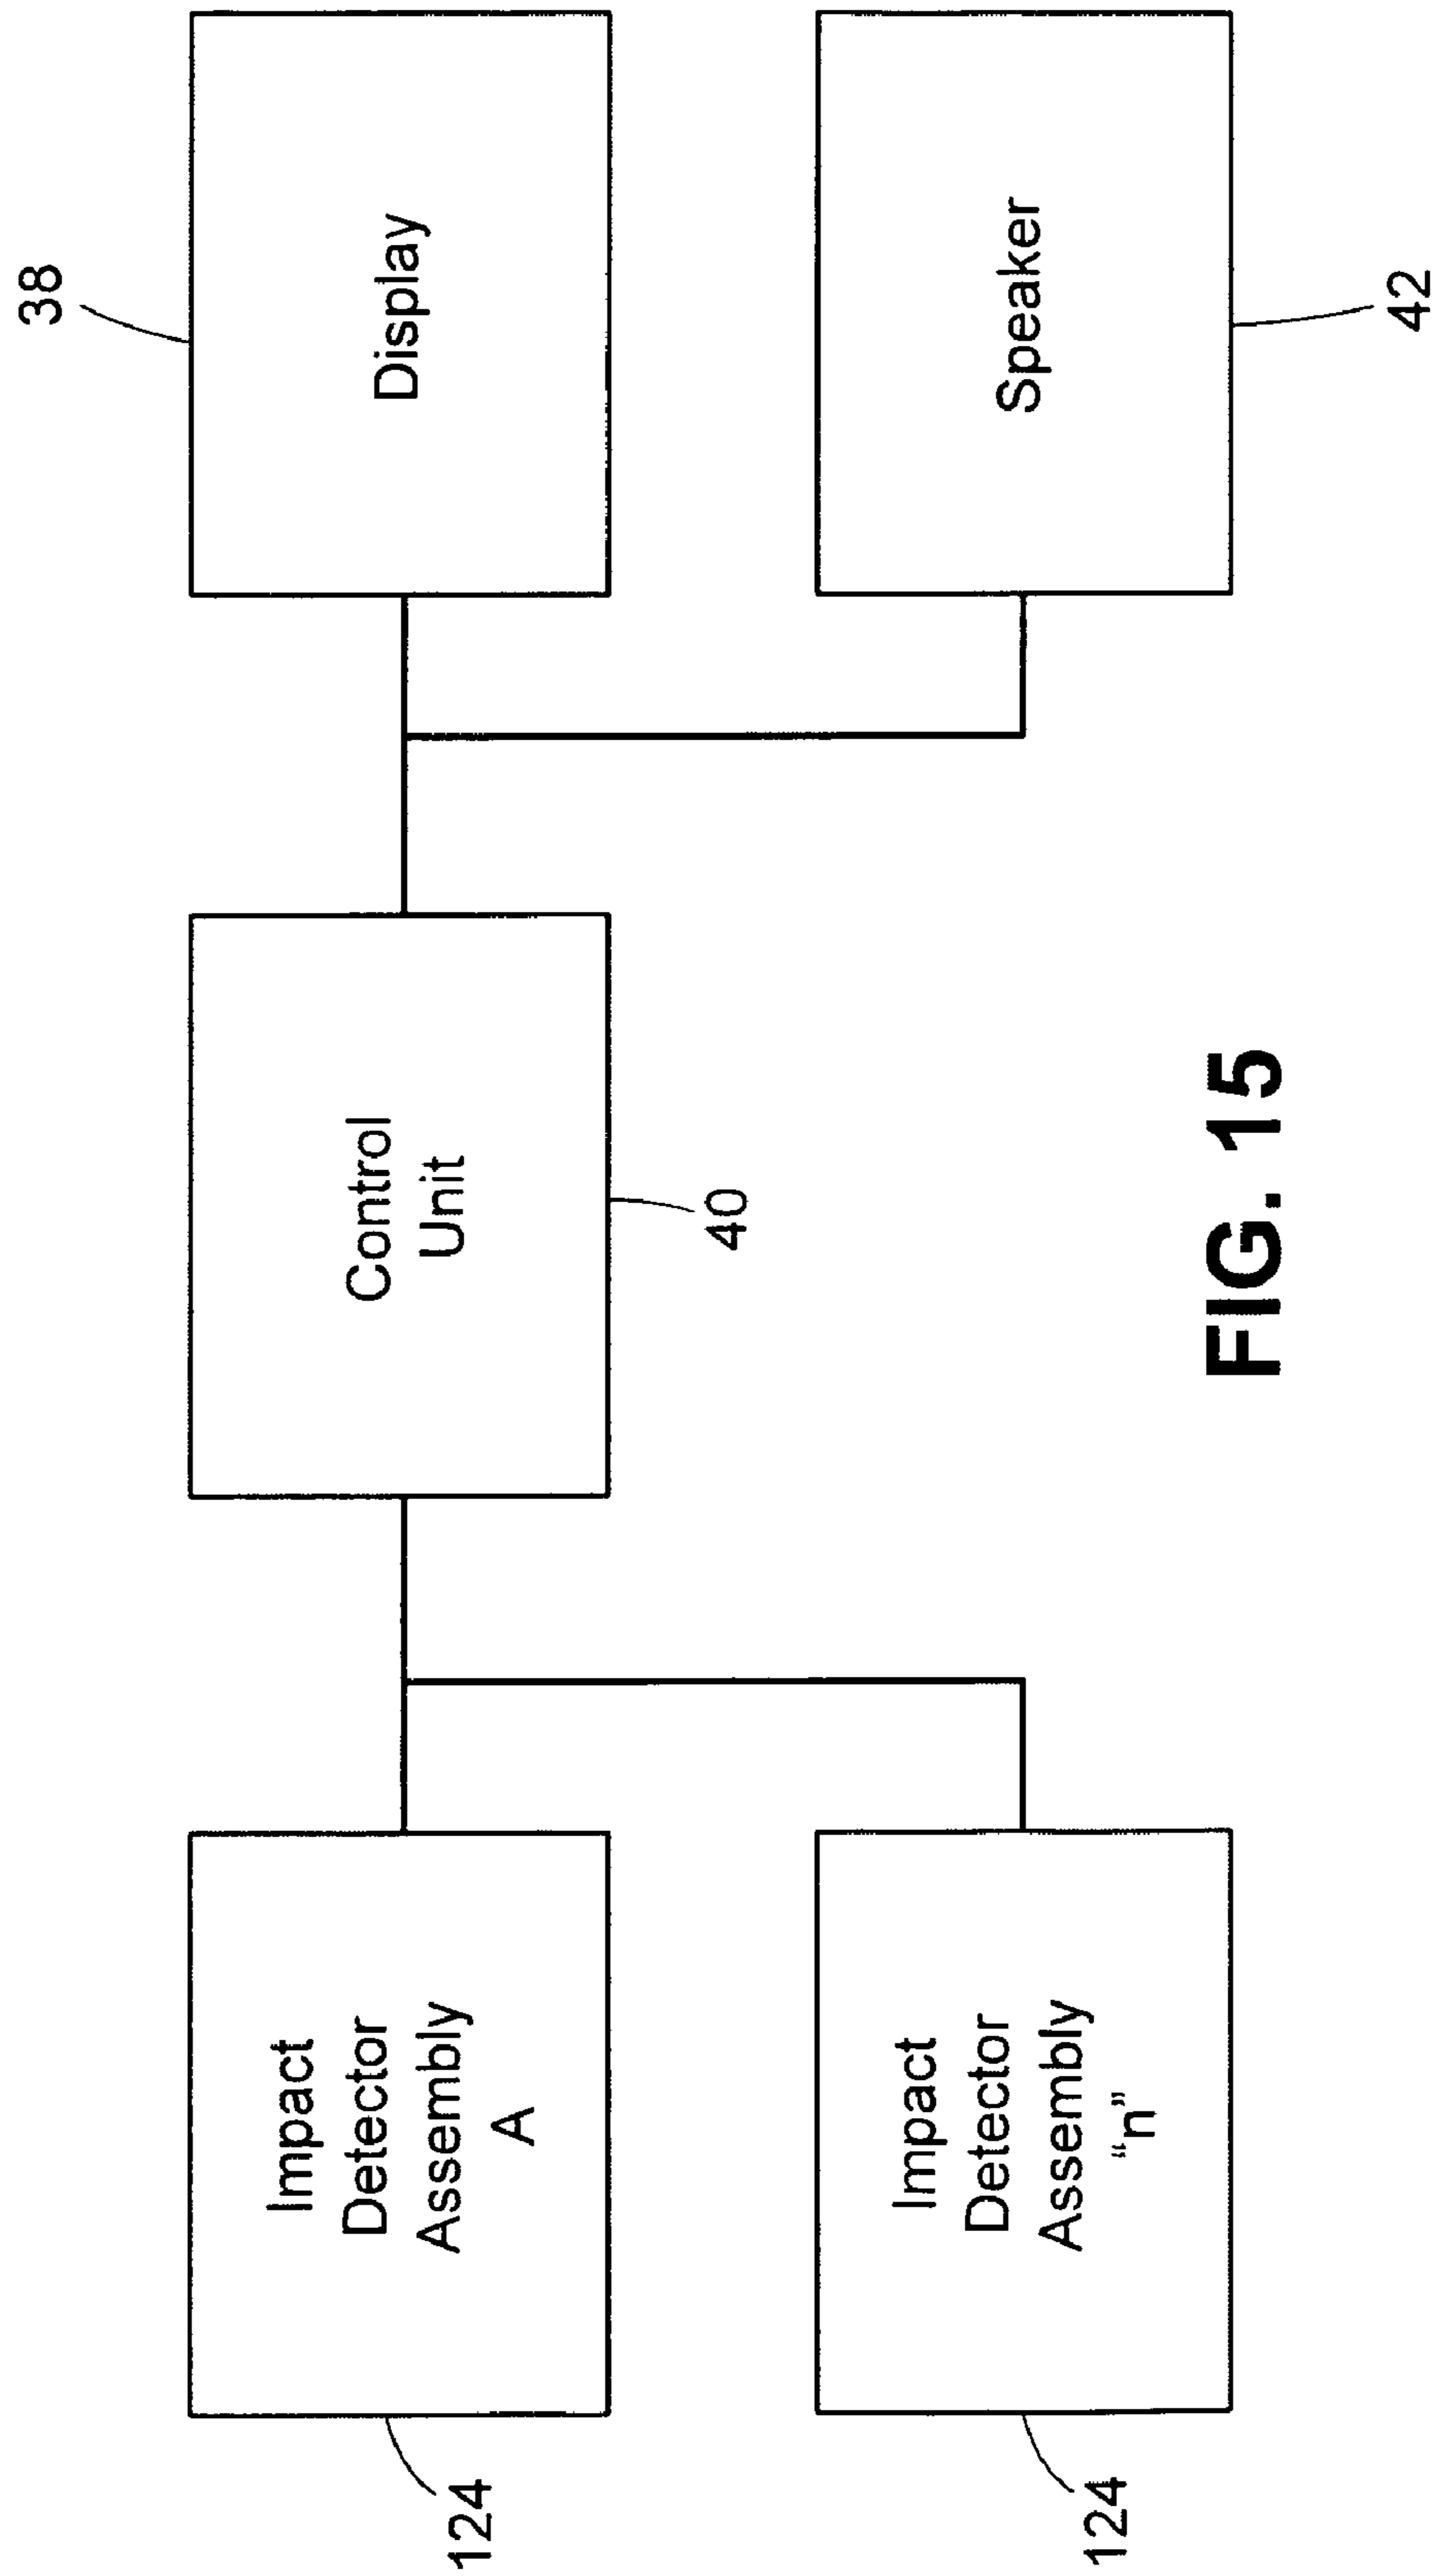 38
Display
Control
Unit
40
Impact
Detector
Assembly
A
124
Speaker
42
Impact
Detector
Assembly
“n”
124
FIG. 15